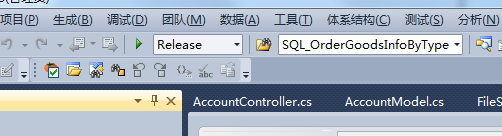 项目(P) 生成(B) 调试(D) 团队(M) 数据(A) 工具(T) 体系结构(C) 测试(S) 分析(N)
Release SQL_OrderGoodsInfoByType
abc
AccountController.cs AccountModel.cs FileS